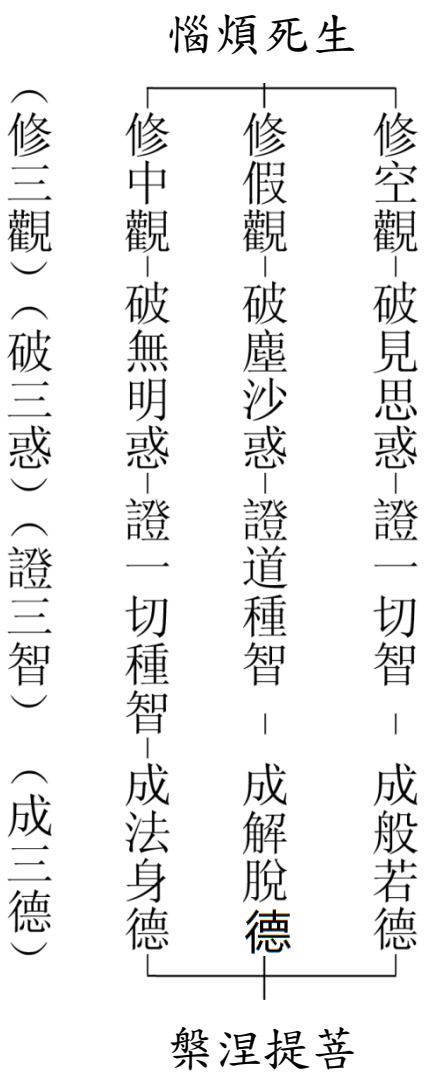 生死煩惱
修空觀－破見思惑－證一切智－成般若德
修假觀－破塵沙惑－證道種智－成解脫德
修中觀－破無明惑－證一切種智－成法身德
（修三觀）（破三惑）（證三智）（成三德）
菩提涅槃